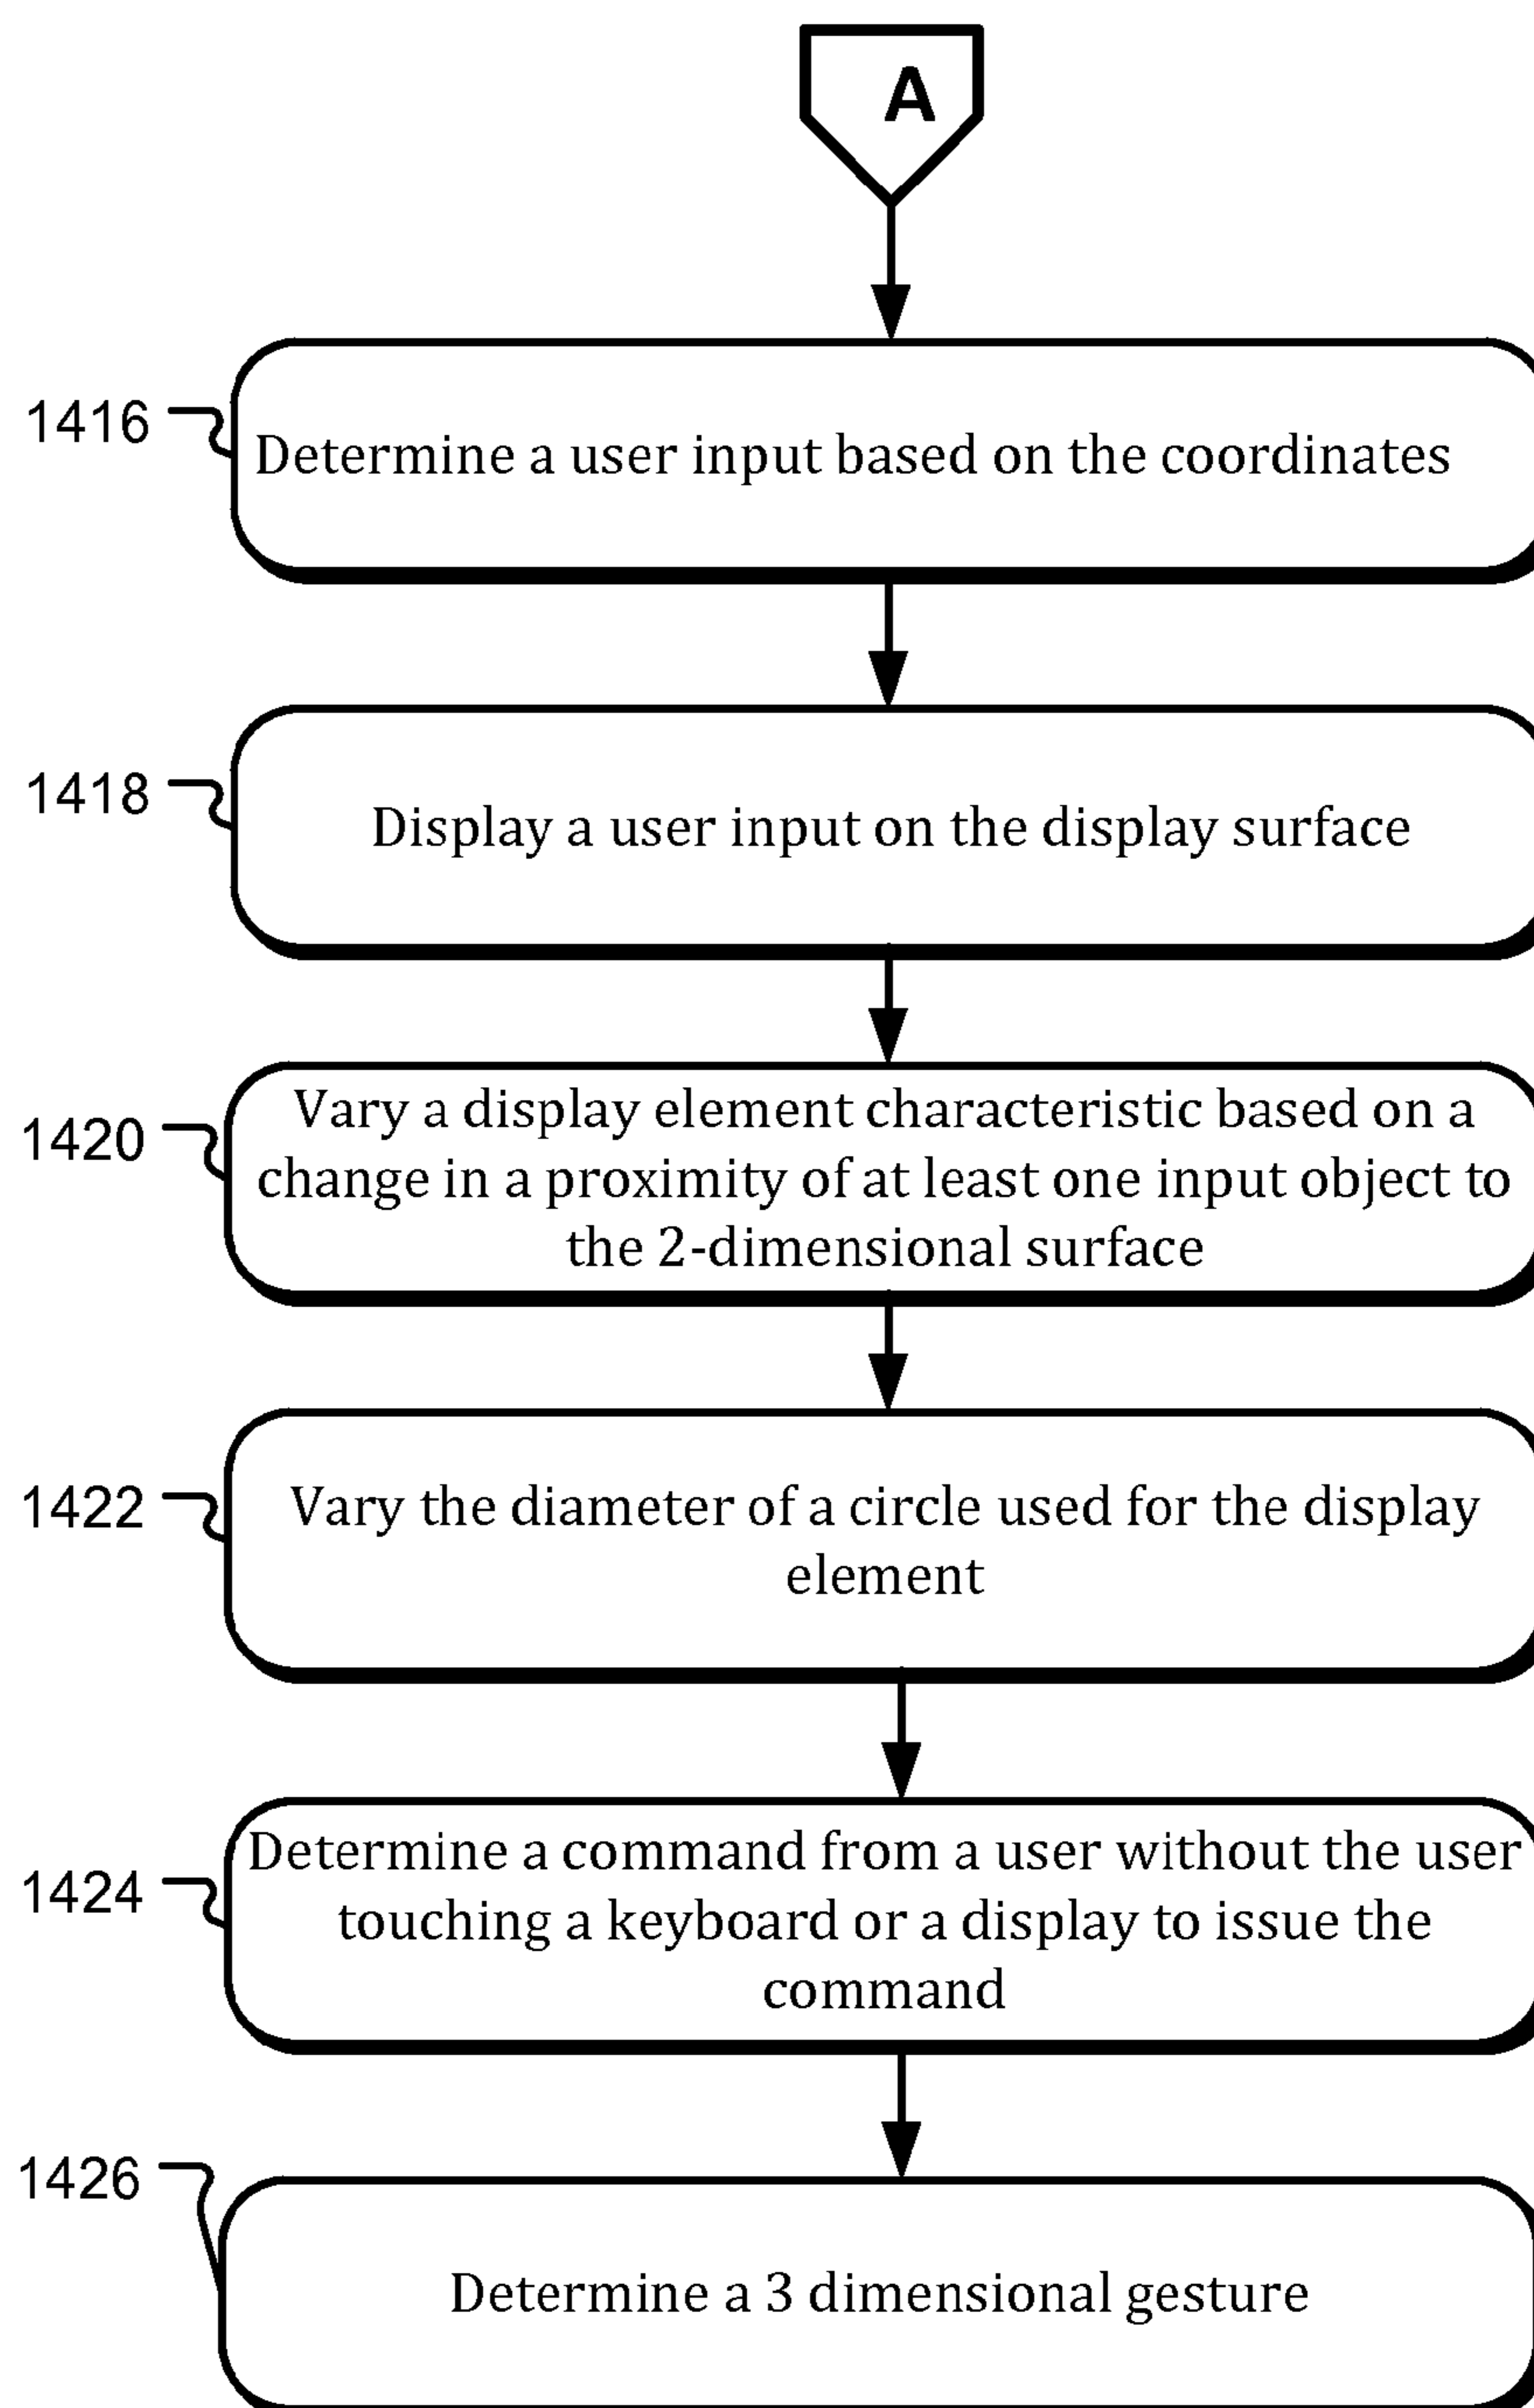 A
1416
Determine a user input based on the coordinates
1418
Display a user input on the display surface
1420
Vary a display element characteristic based on a
change in a proximity of at least one input object to
the 2-dimensional surface
1422
Vary the diameter of a circle used for the display
element
1424
Determine a command from a user without the user
touching a keyboard or a display to issue the
command
1426
Determine a 3 dimensional gesture